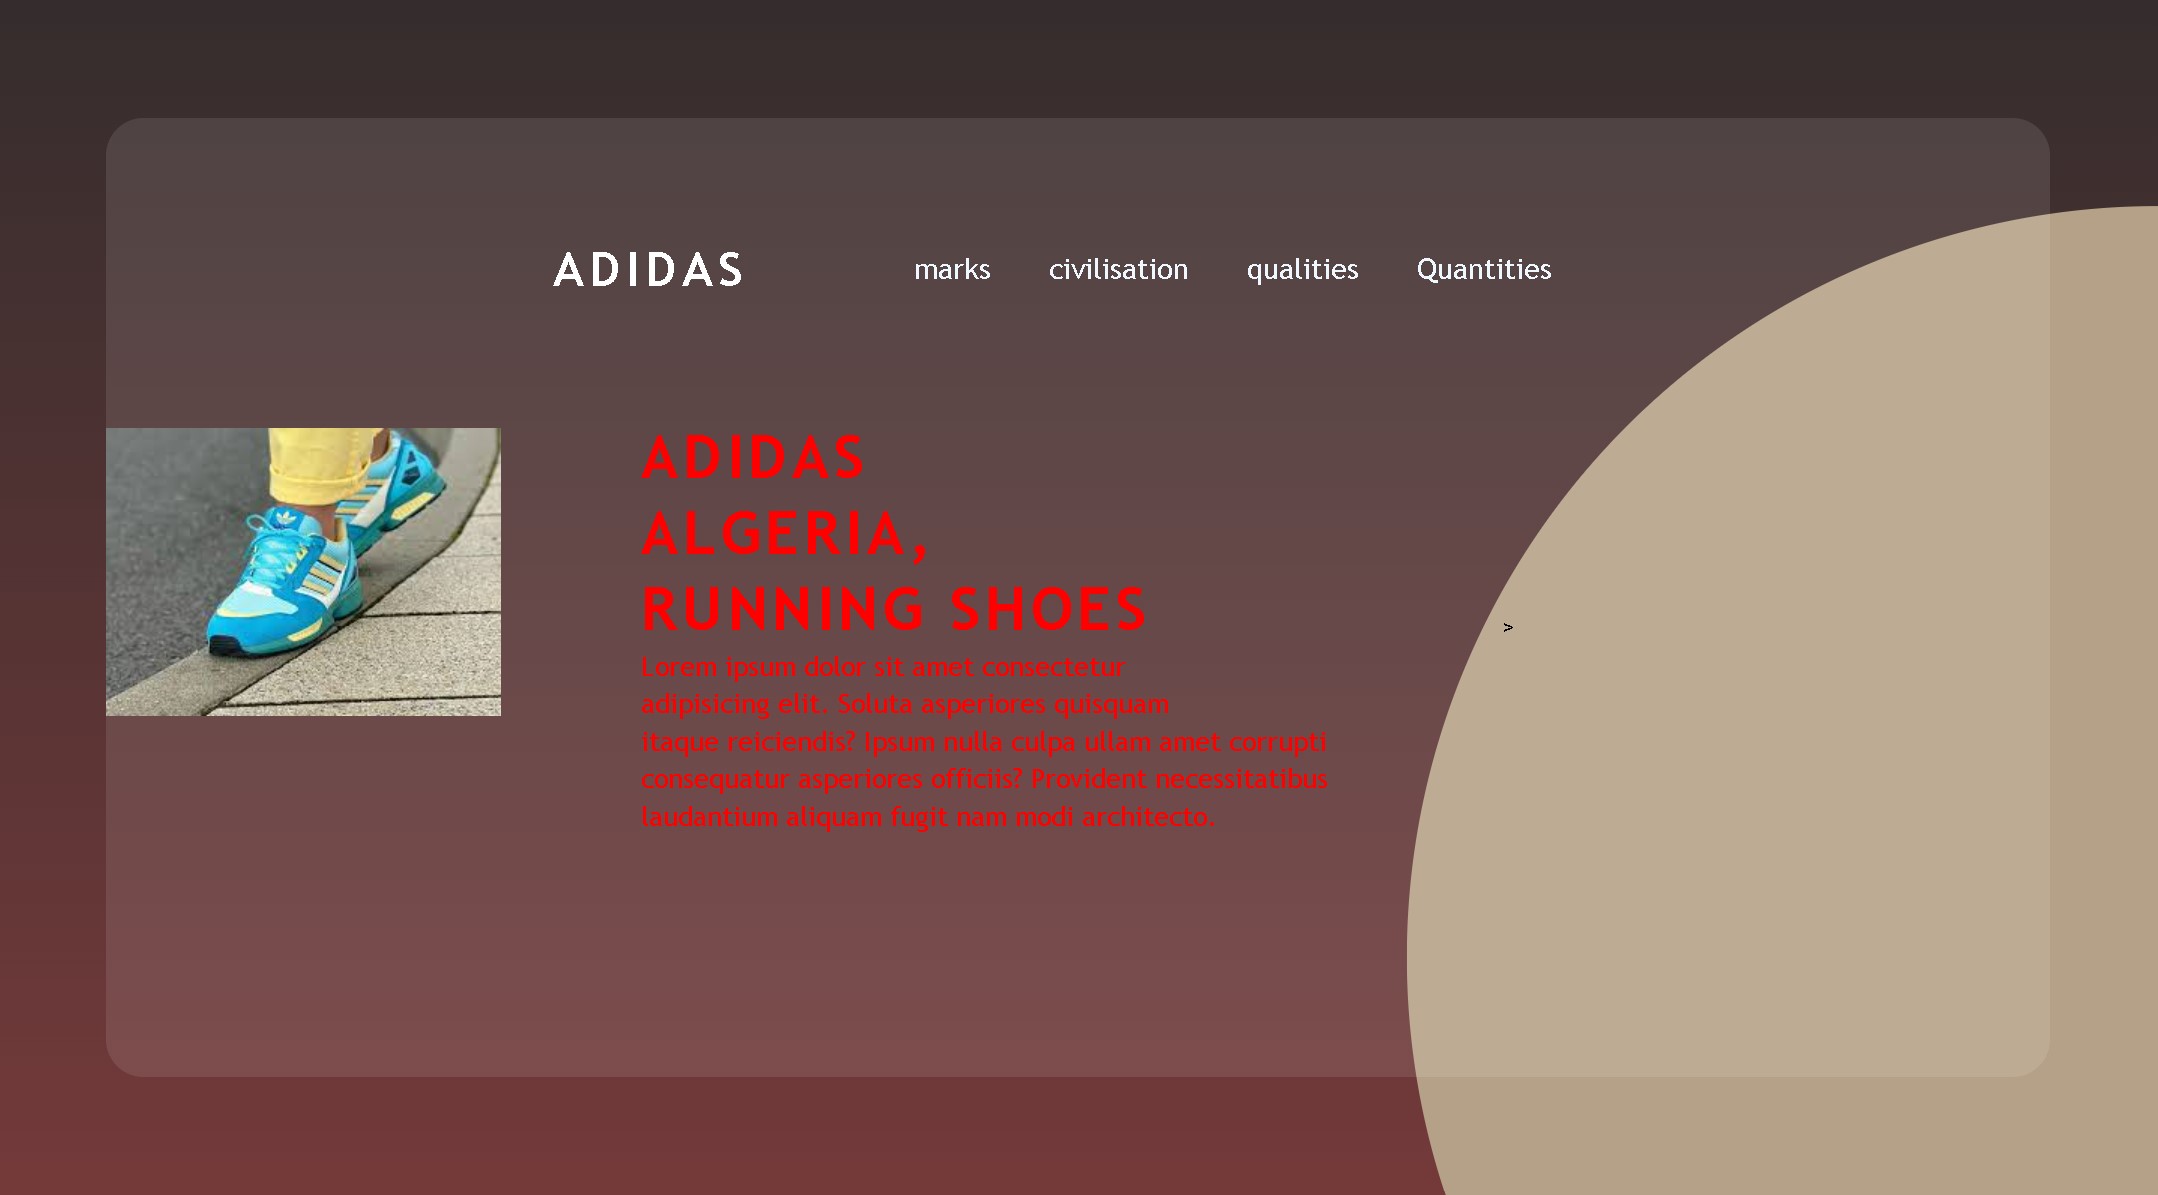 ADIDAS marks civilisation qualities Quantities
ADIDAS
ALGERIA,
RUNNING SHOES
>
Lorem ipsum dolor sit amet consectetur
adipisicing elit. Soluta asperiores quisquam
itaque reiciendis? Ipsum nulla culpa ullam amet corrupti
consequatur asperiores officiis? Provident necessitatibus
laudantium aliquam fugit nam modi architecto.